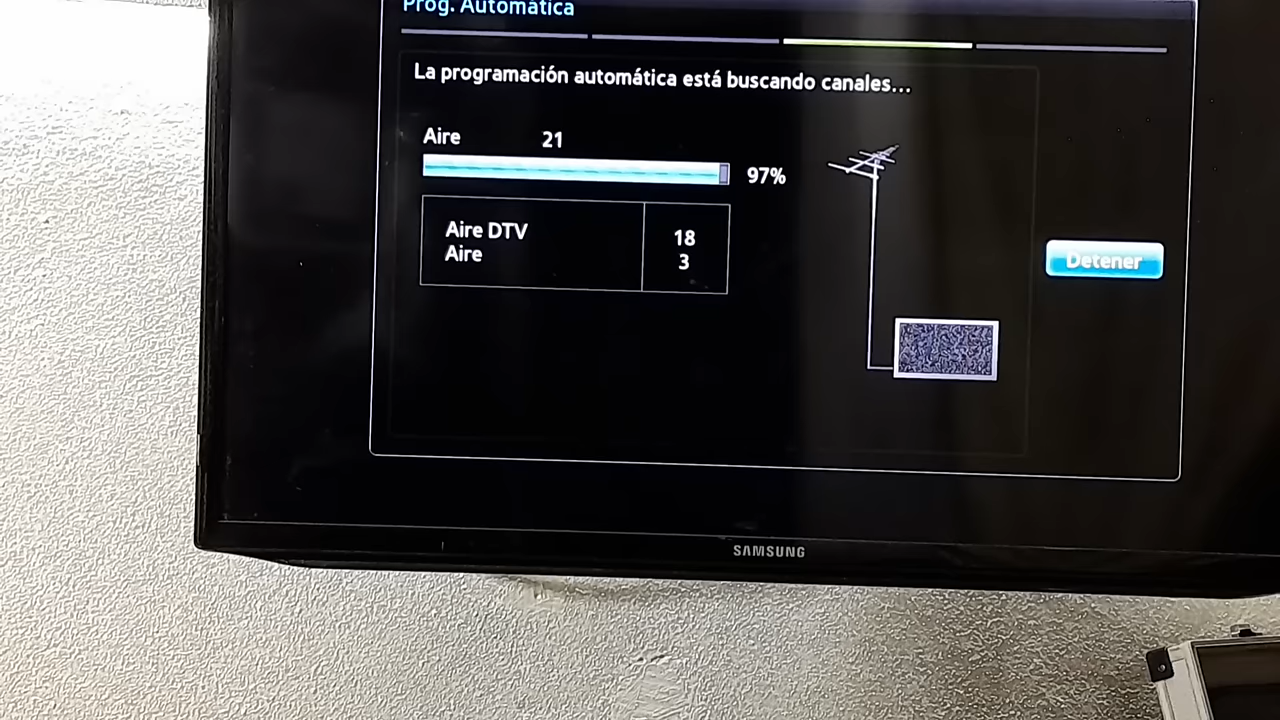 Prog. Automática
La programación automática está buscando canales...
Aire 21
97%
Aire DTV 18
Aire 3
Detener
SAMSUNG